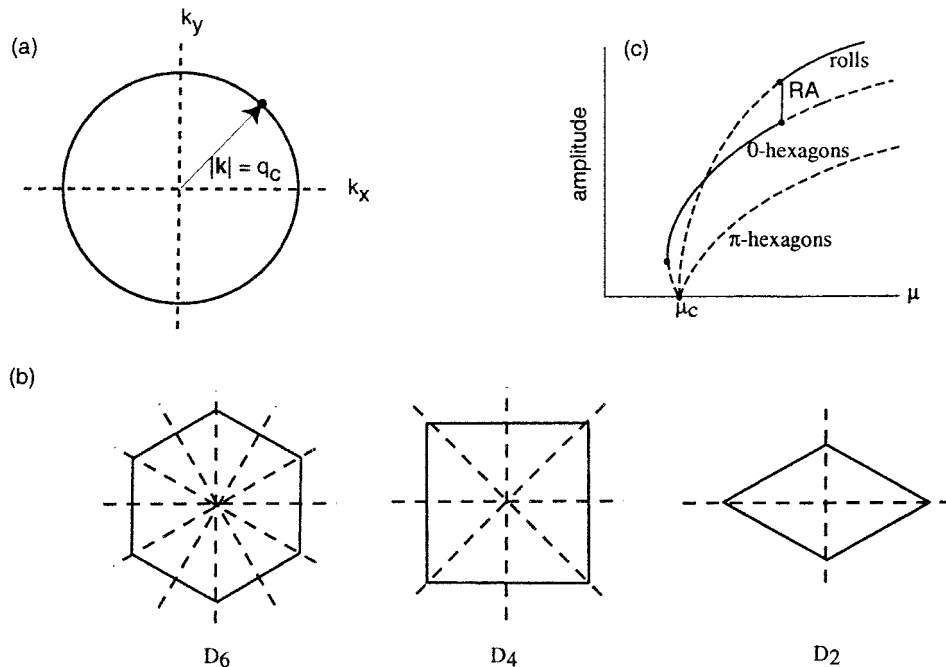 (a)
k_y
|k| = q_c
k_x
(c)
amplitude
rolls
RA
0-hexagons
π-hexagons
μ_c
μ
(b)
D6
D4
D2